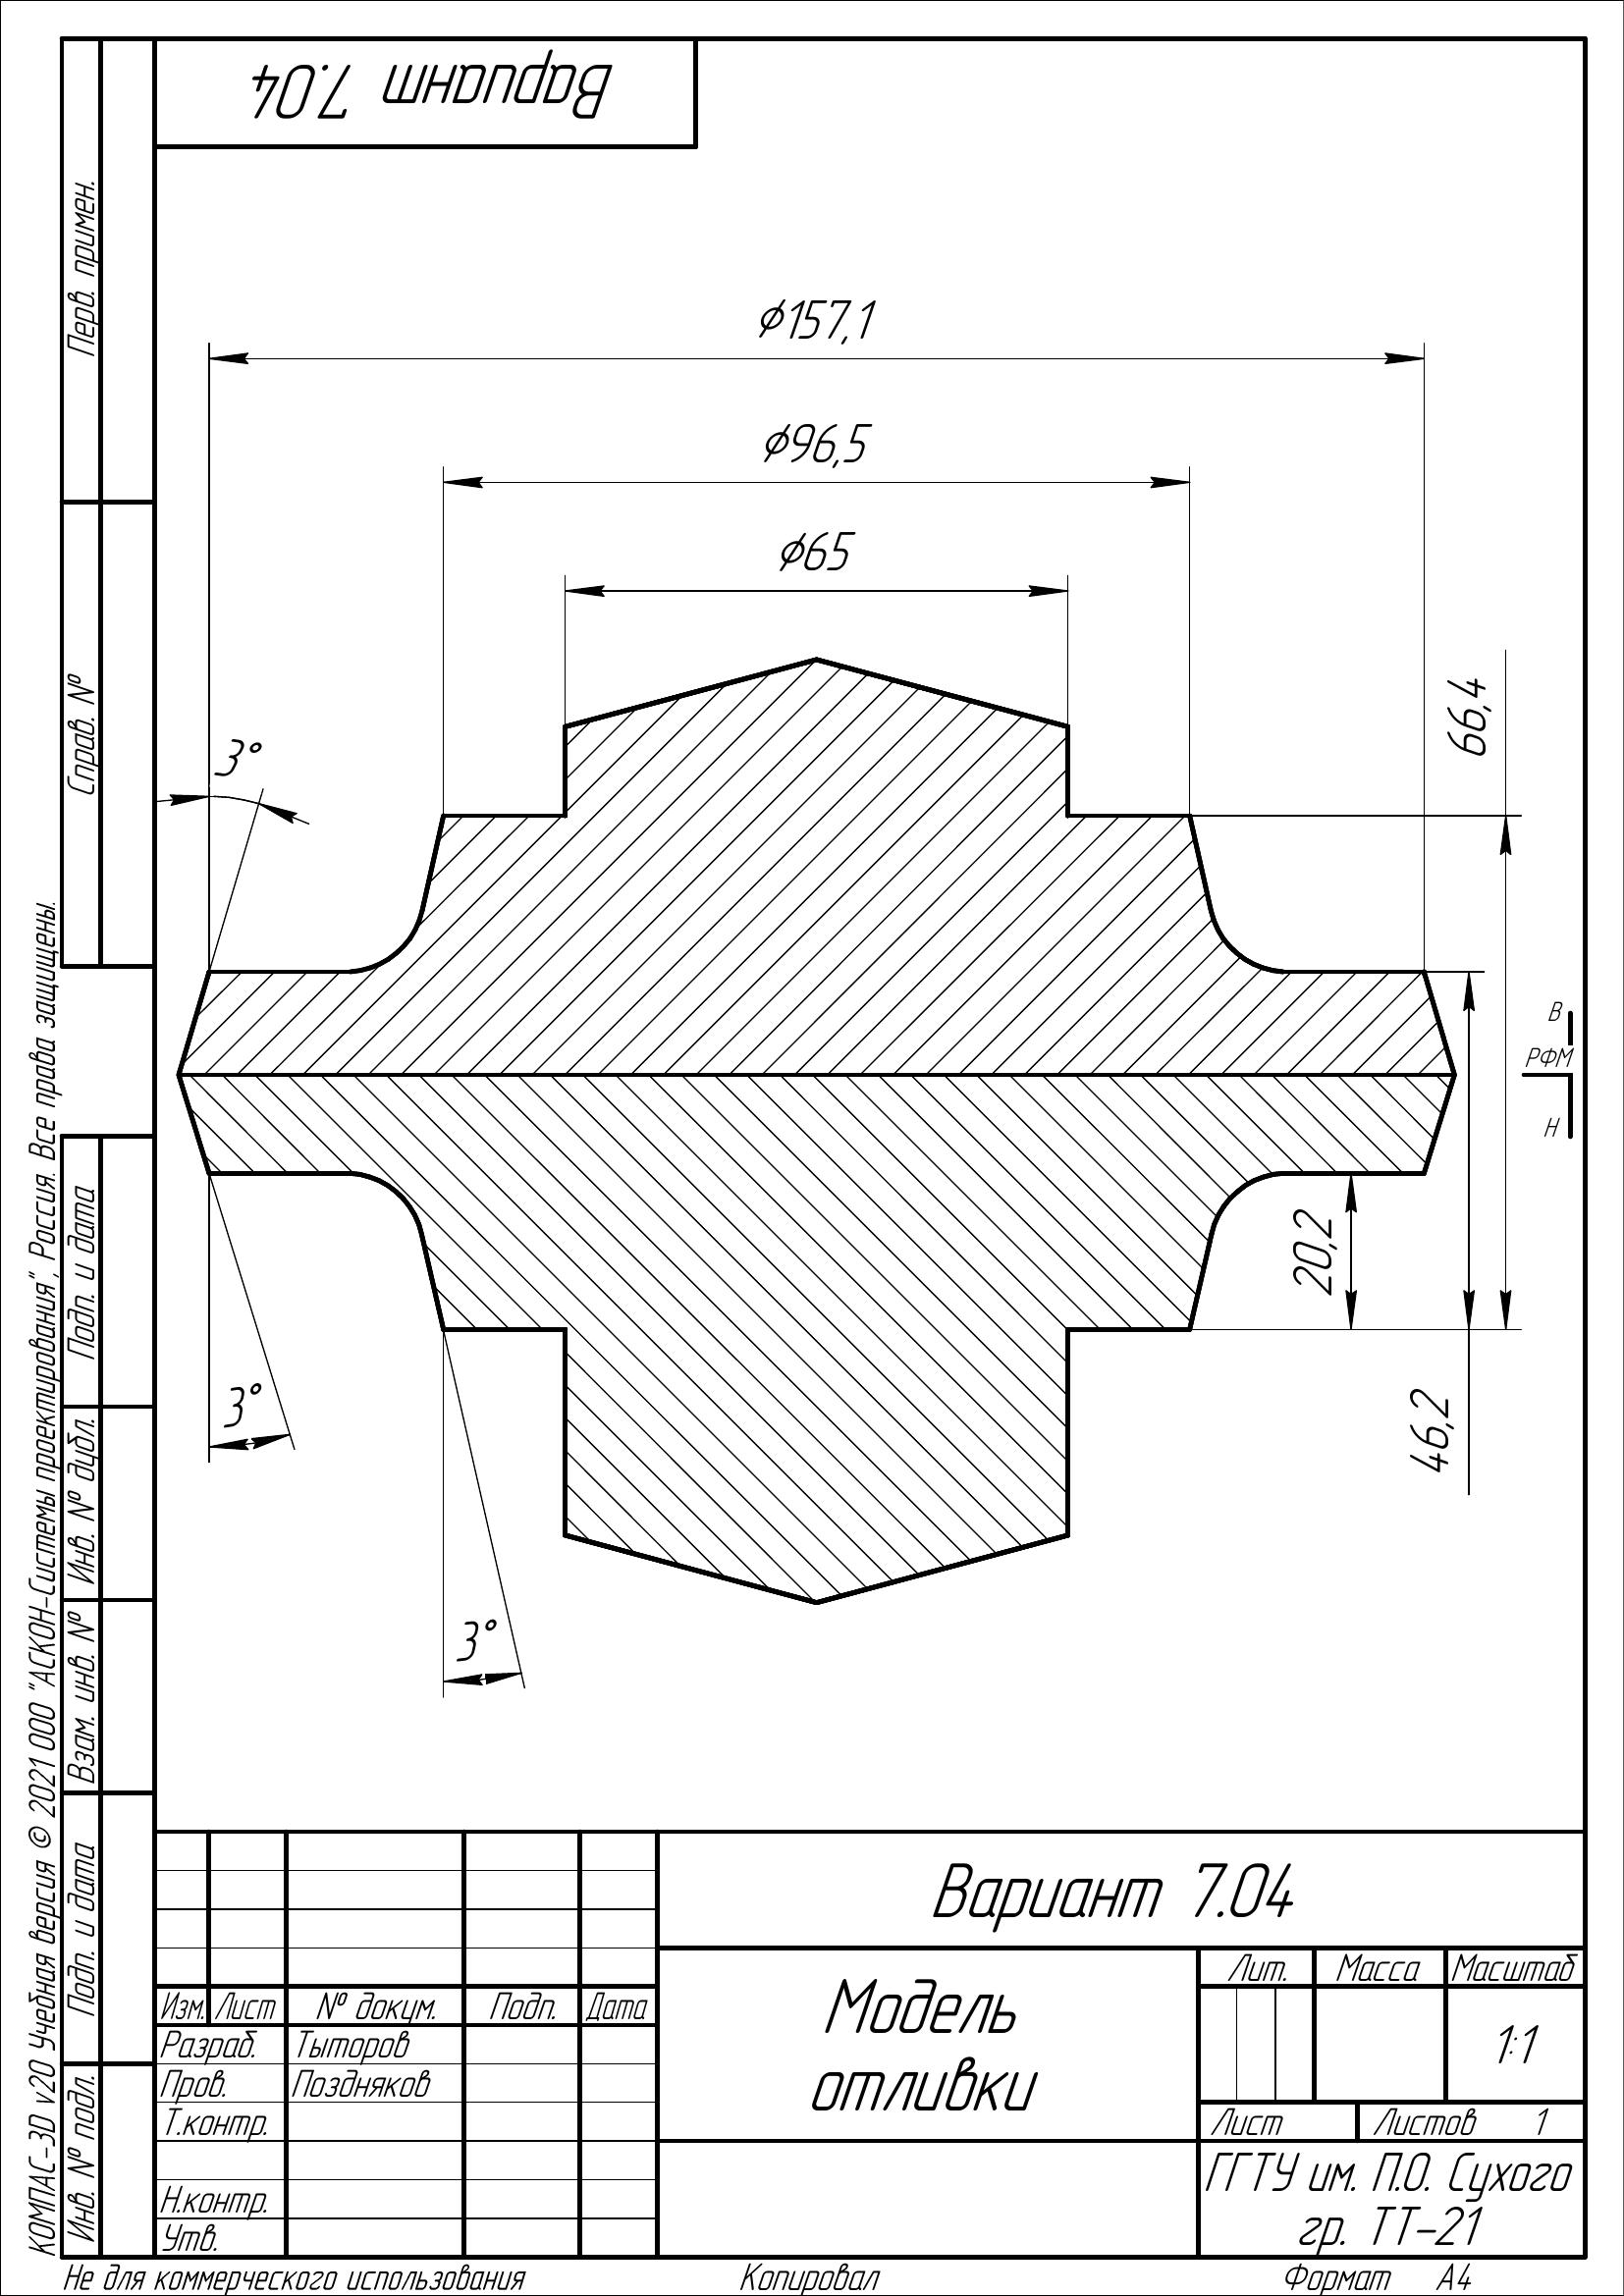 Вариант 7.04
Перв. примен.
Справ. №
⌀157,1
⌀96,5
⌀65
66,4
3°
В
РФМ
Н
20,2
46,2
3°
3°
Подп. и дата
Инв. № дубл.
Взам. инв. №
Подп. и дата
Инв. № подл.
КОМПАС-3D v20 Учебная версия © 2021 ООО "АСКОН-Системы проектирования", Россия. Все права защищены.
Вариант 7.04
Модель
отливки
Лит. Масса Масштаб
1:1
Лист Листов 1
ГГТУ им. П.О. Сухого
гр. ТТ-21
Изм. Лист № докум. Подп. Дата
Разраб. Тыторов
Пров. Поздняков
Т.контр.
Н.контр.
Утв.
Не для коммерческого использования Копировал Формат А4